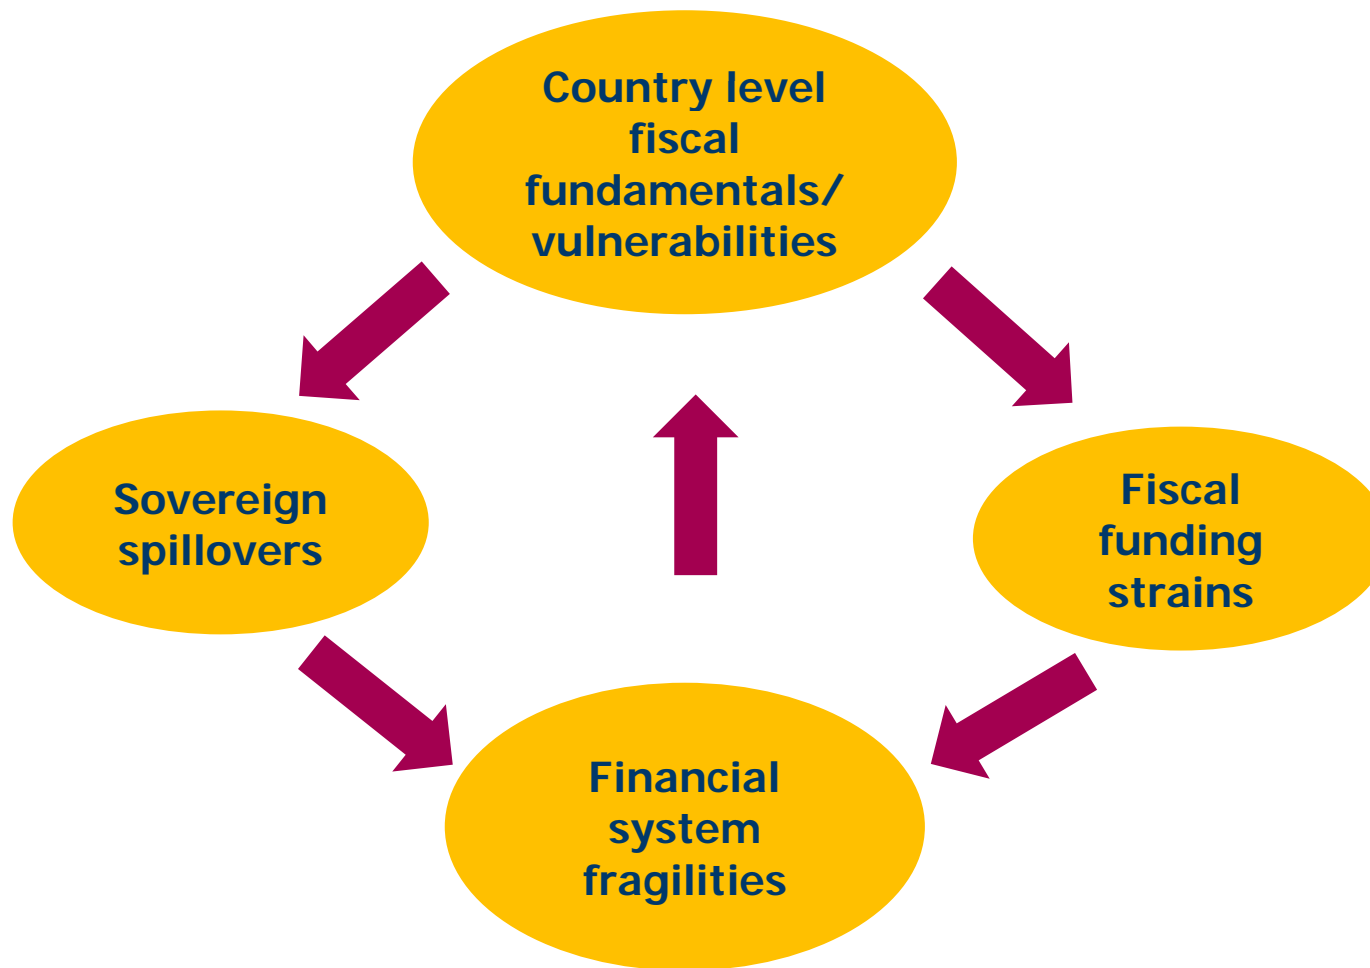 Country level
fiscal
fundamentals/
vulnerabilities
Sovereign
spillovers
Fiscal
funding
strains
Financial
system
fragilities